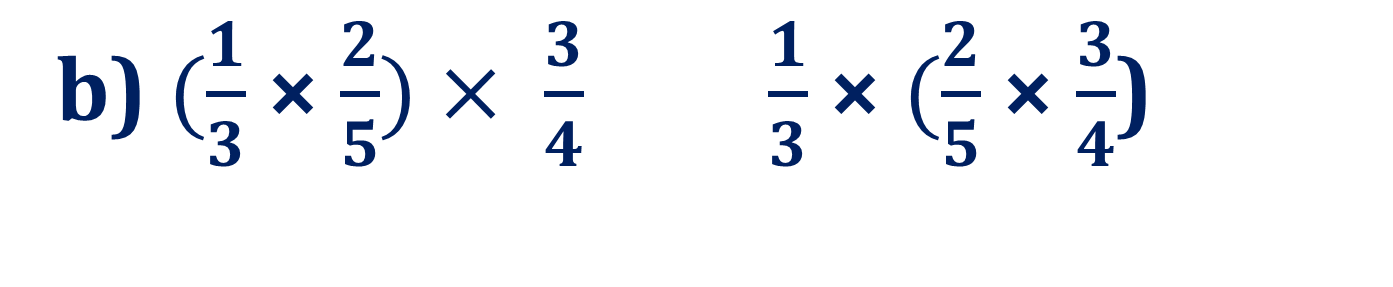 b) (1/3 × 2/5) × 3/4    1/3 × (2/5 × 3/4)